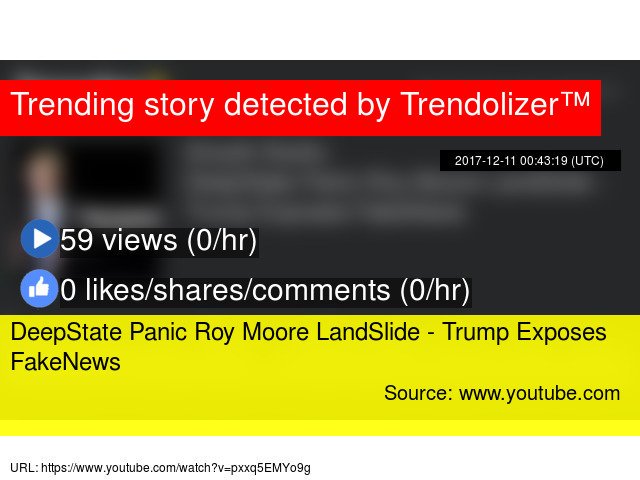 Trending story detected by Trendolizer™
2017-12-11 00:43:19 (UTC)
59 views (0/hr)
0 likes/shares/comments (0/hr)
DeepState Panic Roy Moore LandSlide - Trump Exposes
FakeNews
Source: www.youtube.com
URL: https://www.youtube.com/watch?v=pxxq5EMYo9g